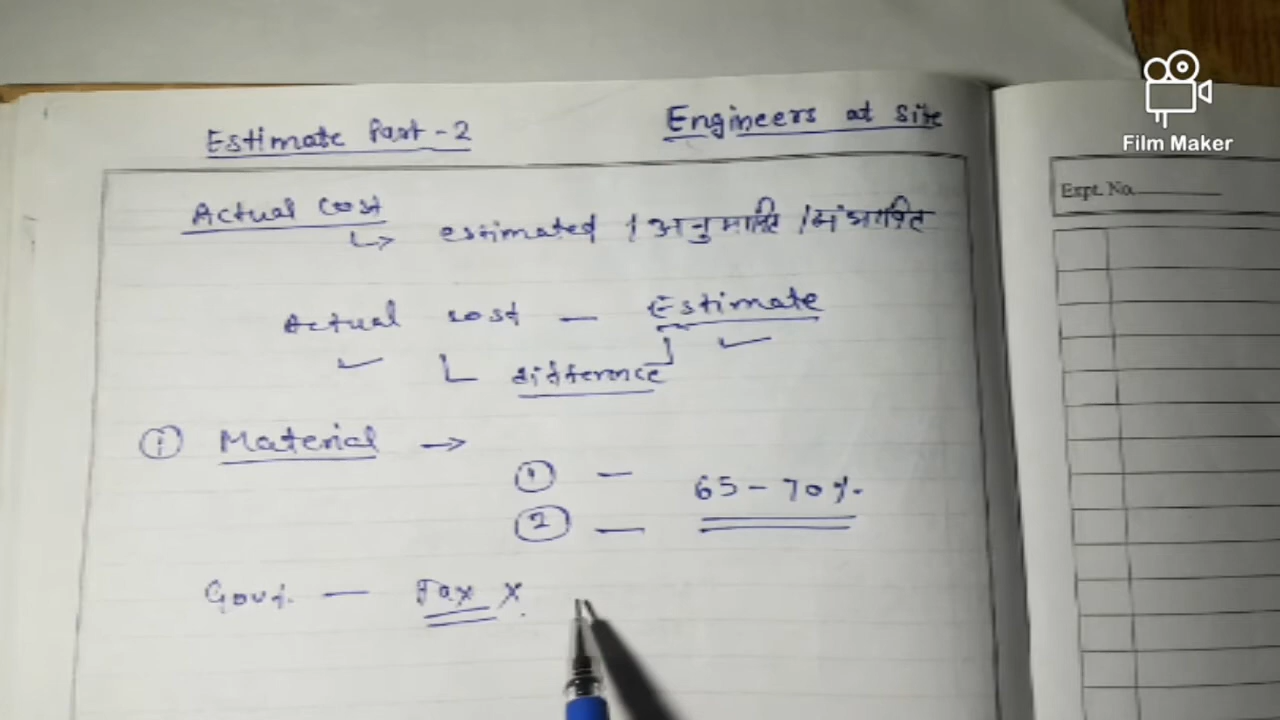 Estimate Part-2
Engineers at Site
Film Maker
Expt. No.
Actual cost
↳ estimated / अनुमानित / संभावित
Actual cost — Estimate
✓ ✓
difference
(i) Material →
① —
65-70%.
② —
Govt. — Tax x